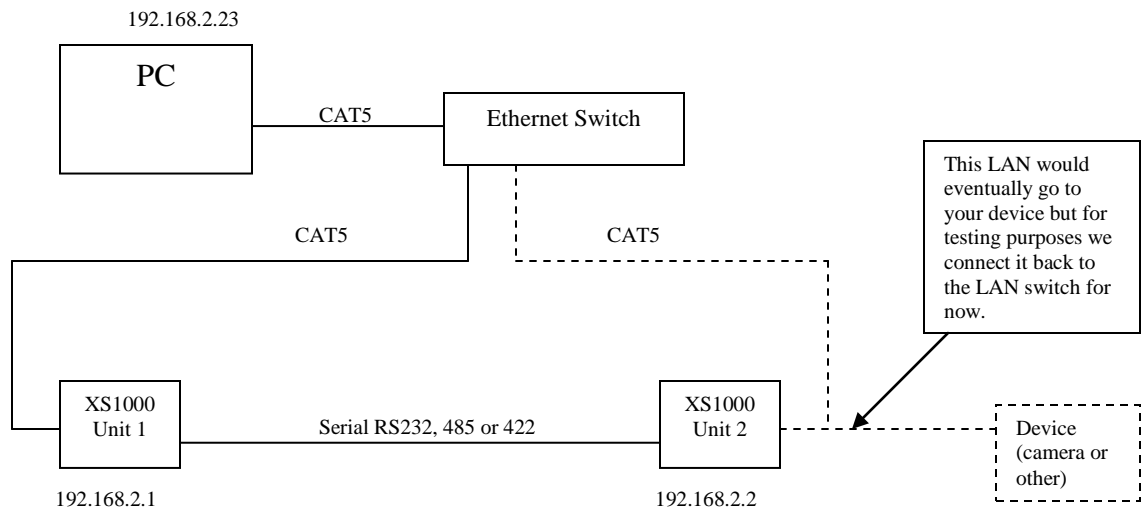 192.168.2.23
PC
CAT5
Ethernet Switch
This LAN would
eventually go to
your device but for
testing purposes we
connect it back to
the LAN switch for
now.
CAT5
CAT5
XS1000
Unit 1
Serial RS232, 485 or 422
XS1000
Unit 2
Device
(camera or
other)
192.168.2.1
192.168.2.2